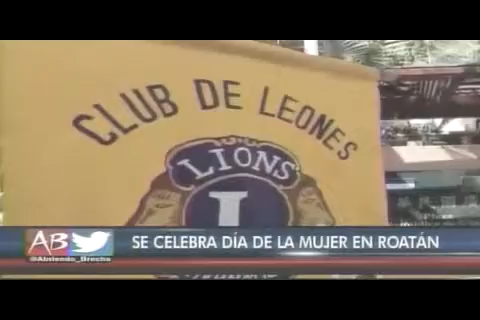 CLUB DE LEONES
LIONS
L
AB SE CELEBRA DÍA DE LA MUJER EN ROATÁN
@Abriendo_Brecha